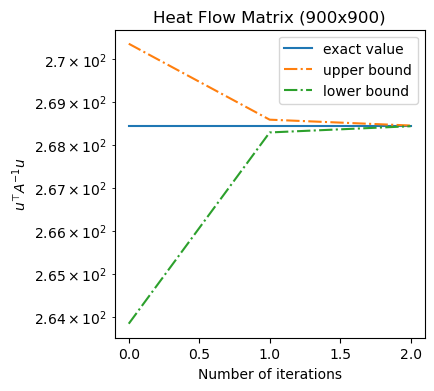 Heat Flow Matrix (900x900)
exact value
upper bound
lower bound
2.7 × 10²
2.69 × 10²
2.68 × 10²
2.67 × 10²
2.66 × 10²
2.65 × 10²
2.64 × 10²
u⊤A⁻¹u
0.0 0.5 1.0 1.5 2.0
Number of iterations